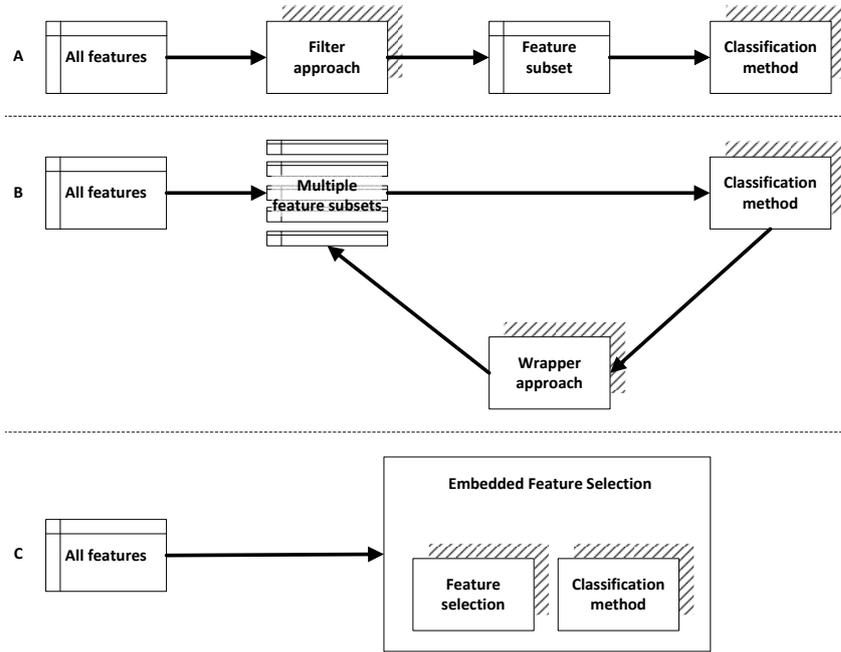 A
All features
Filter
approach
Feature
subset
Classification
method
B
All features
Multiple
feature subsets
Classification
method
Wrapper
approach
C
All features
Embedded Feature Selection
Feature
selection
Classification
method